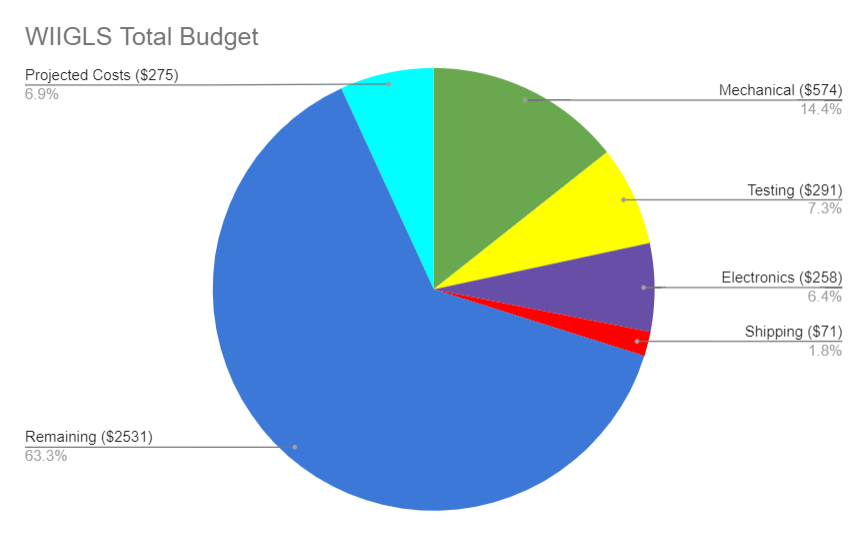 WIIGLS Total Budget
Projected Costs ($275)
6.9%
Mechanical ($574)
14.4%
Testing ($291)
7.3%
Electronics ($258)
6.4%
Shipping ($71)
1.8%
Remaining ($2531)
63.3%